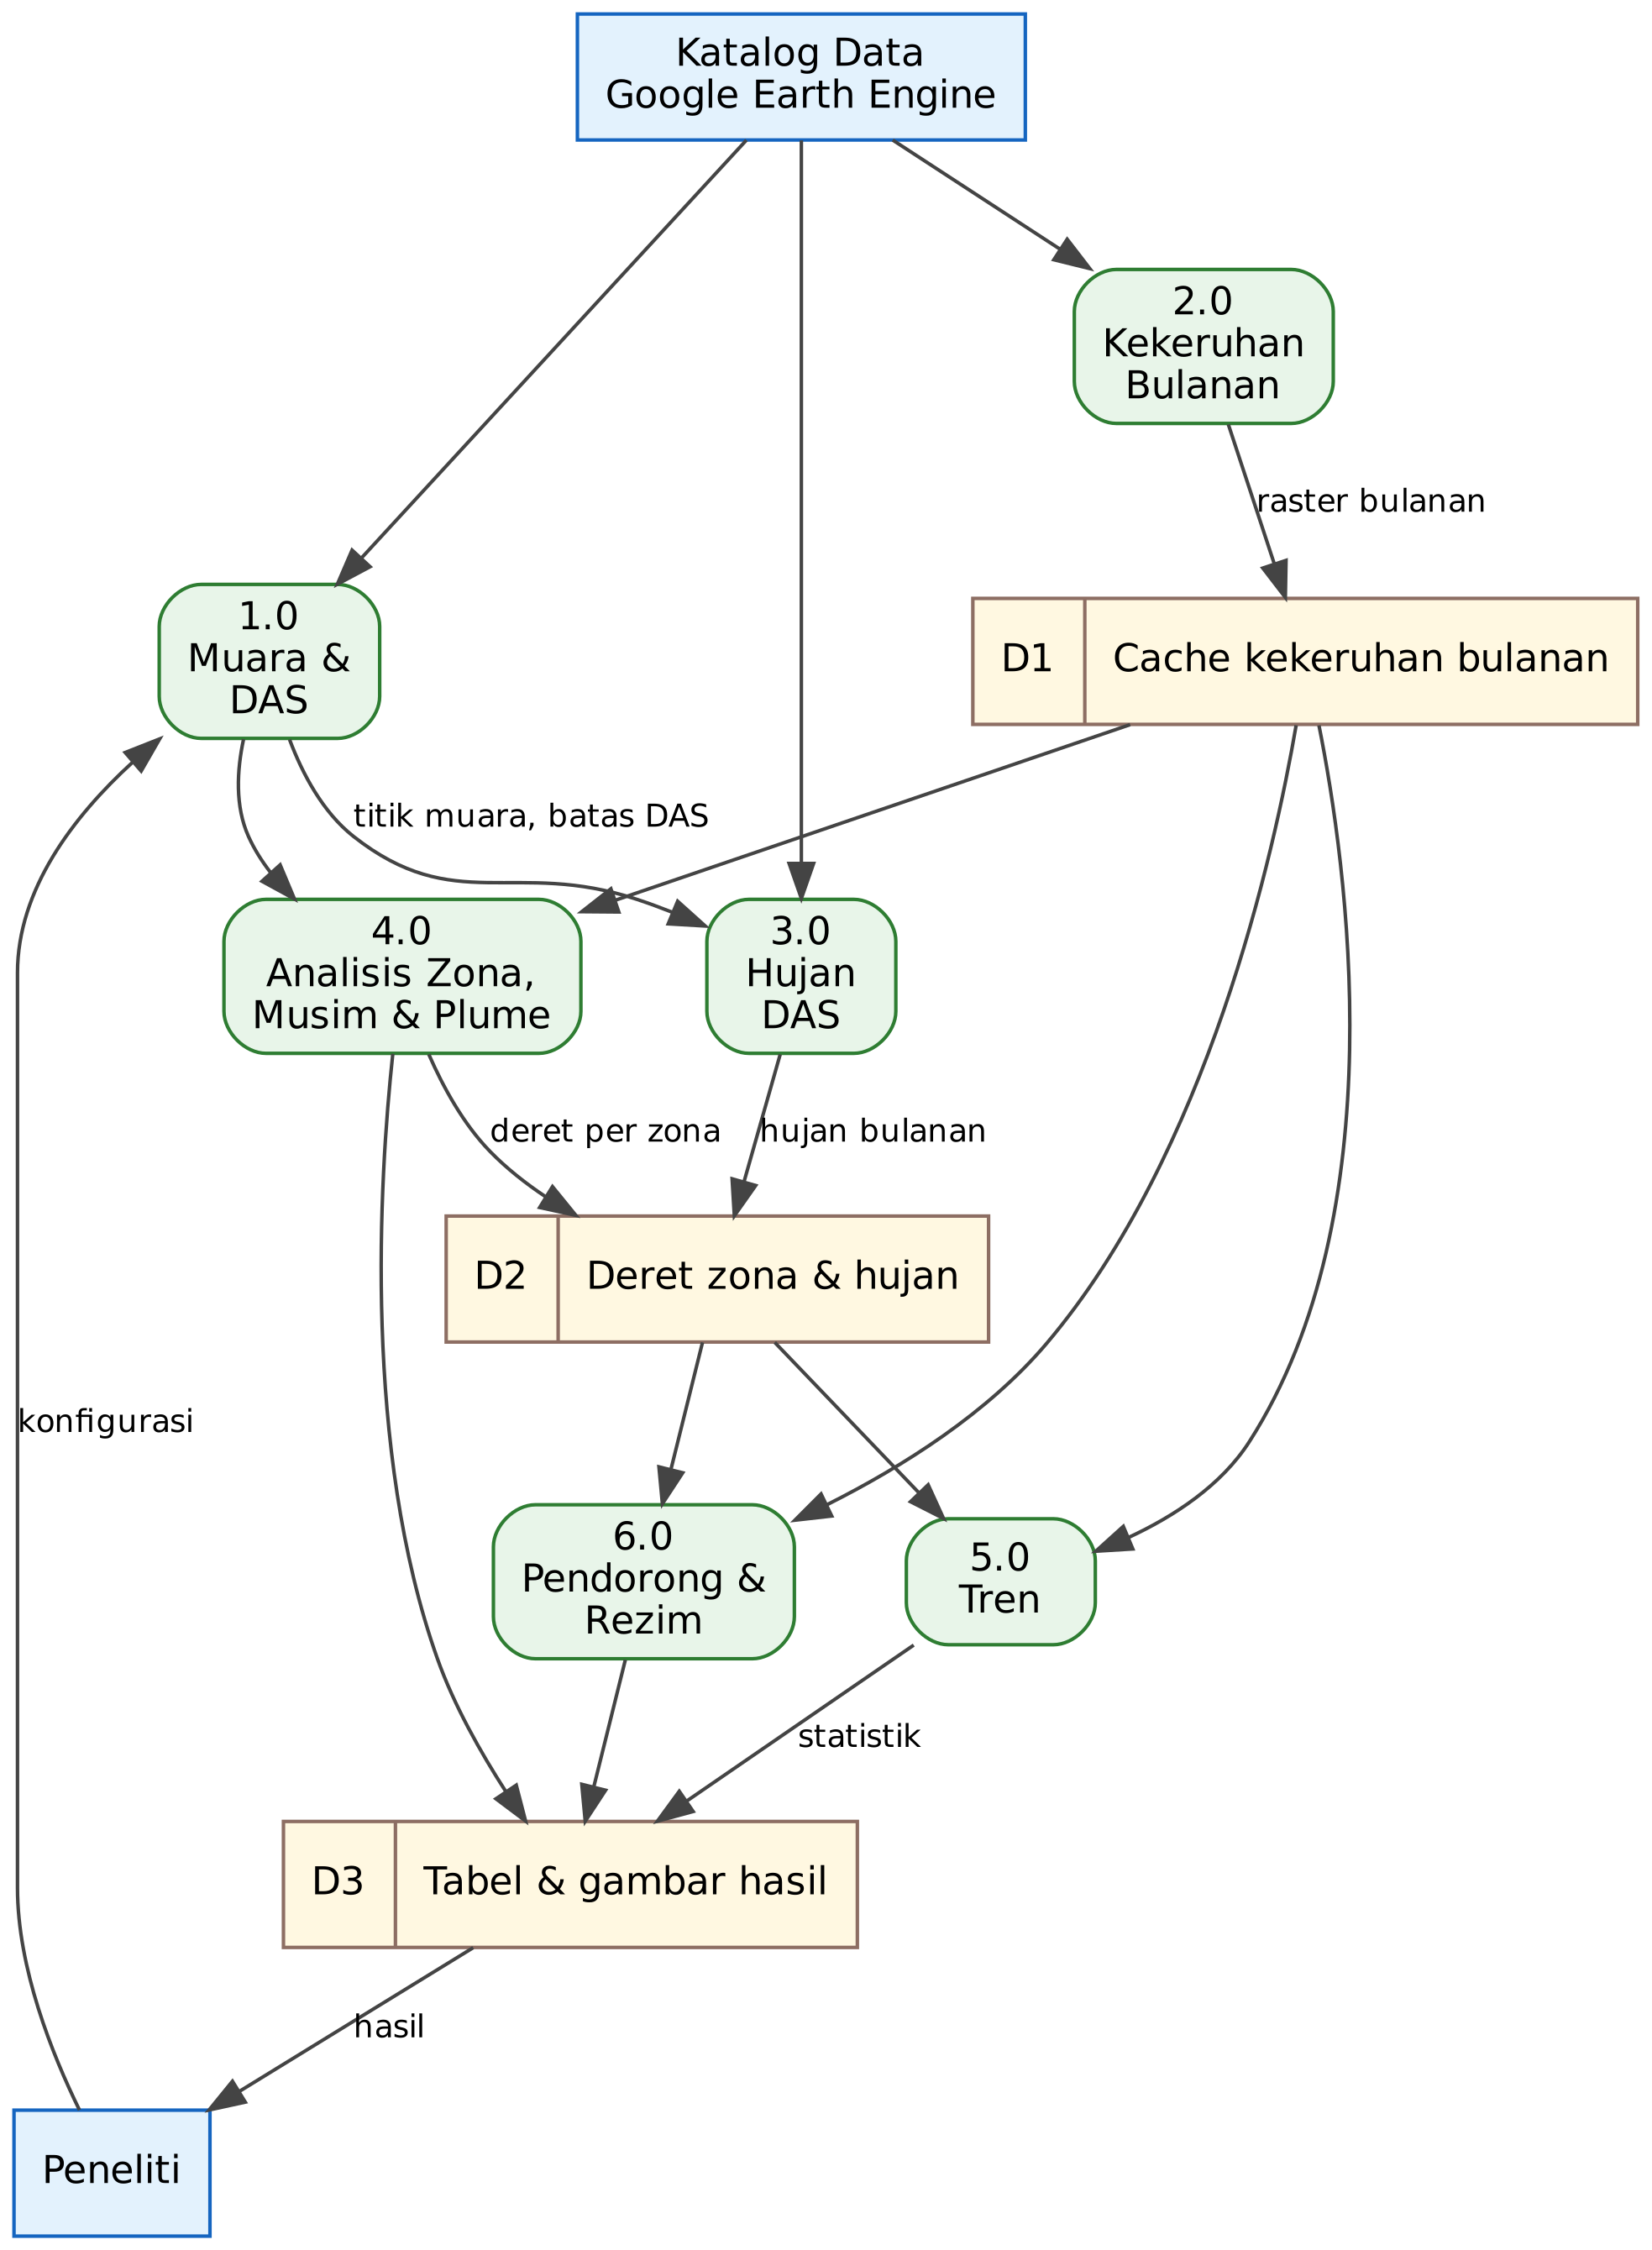 Katalog Data
Google Earth Engine
2.0
Kekeruhan
Bulanan
raster bulanan
1.0
Muara &
DAS
D1
Cache kekeruhan bulanan
titik muara, batas DAS
4.0
Analisis Zona,
Musim & Plume
3.0
Hujan
DAS
deret per zona
hujan bulanan
D2
Deret zona & hujan
konfigurasi
6.0
Pendorong &
Rezim
5.0
Tren
statistik
D3
Tabel & gambar hasil
hasil
Peneliti